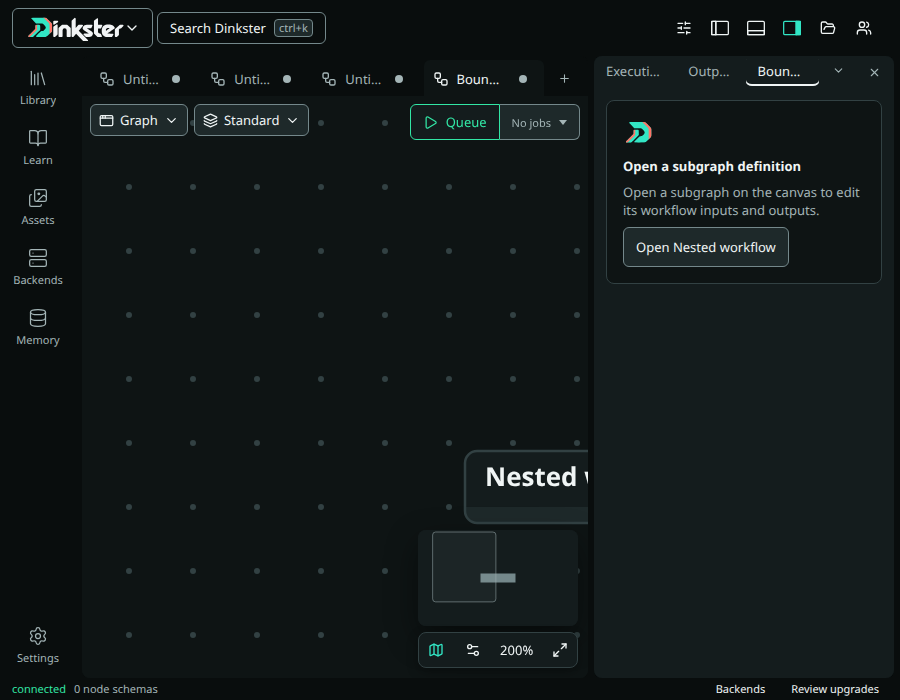 Dinkster
Search Dinkster ctrl+k
Library
Learn
Assets
Backends
Memory
Settings
Unti...
Unti...
Unti...
Boun...
Graph
Standard
Queue
No jobs
Nested
200%
Executi...
Outp...
Boun...
Open a subgraph definition
Open a subgraph on the canvas to edit
its workflow inputs and outputs.
Open Nested workflow
connected 0 node schemas
Backends
Review upgrades